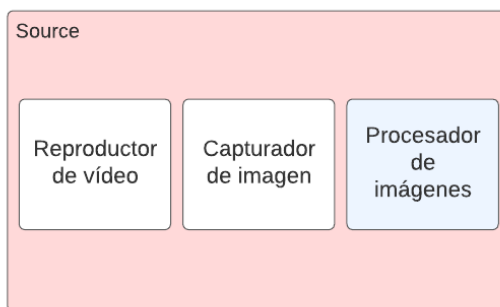 Source
Reproductor
de vídeo
Capturador
de imagen
Procesador
de
imágenes